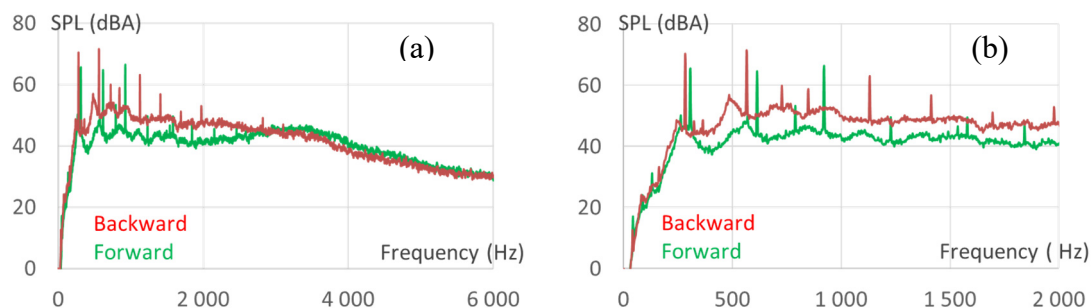 80 SPL (dBA)
(a)
60
40
20
Backward
Forward
Frequency (Hz)
0
0 2 000 4 000 6 000
80 SPL (dBA)
(b)
60
40
20
Backward
Forward
Frequency ( Hz)
0
0 500 1 000 1 500 2 000